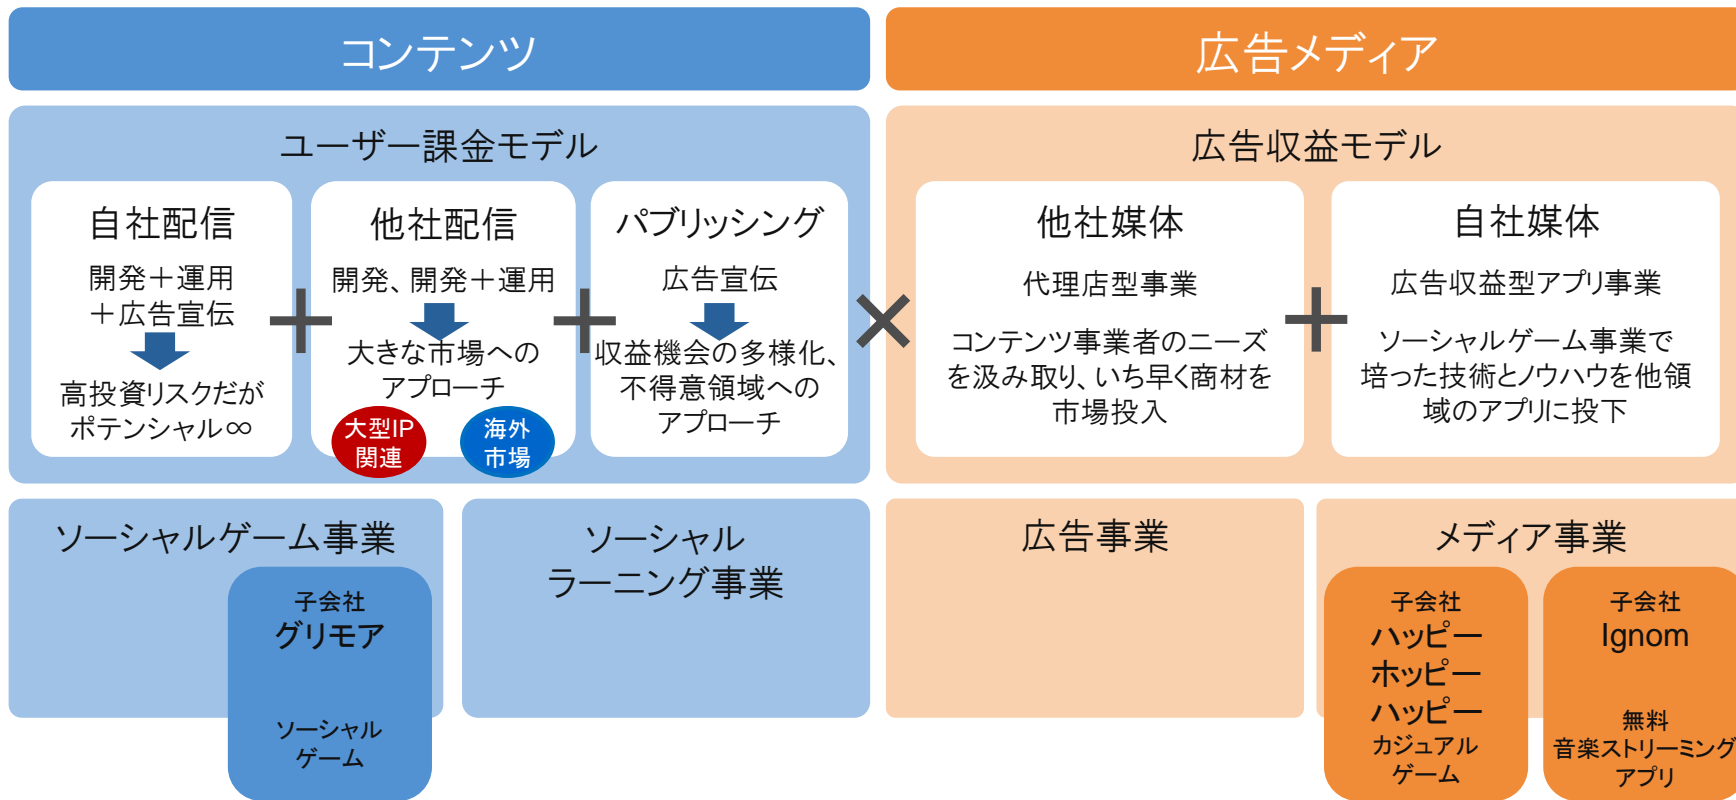 コンテンツ
広告メディア
ユーザー課金モデル
自社配信
開発＋運用
＋広告宣伝
高投資リスクだが
ポテンシャル∞
＋
他社配信
開発、開発＋運用
大きな市場への
アプローチ
大型IP
関連
海外
市場
＋
パブリッシング
広告宣伝
収益機会の多様化、
不得意領域への
アプローチ
×
広告収益モデル
他社媒体
代理店型事業
コンテンツ事業者のニーズ
を汲み取り、いち早く商材を
市場投入
＋
自社媒体
広告収益型アプリ事業
ソーシャルゲーム事業で
培った技術とノウハウを他領
域のアプリに投下
ソーシャルゲーム事業
子会社
グリモア
ソーシャル
ゲーム
ソーシャル
ラーニング事業
広告事業
メディア事業
子会社
ハッピー
ホッピー
ハッピー
カジュアル
ゲーム
子会社
Ignom
無料
音楽ストリーミング
アプリ